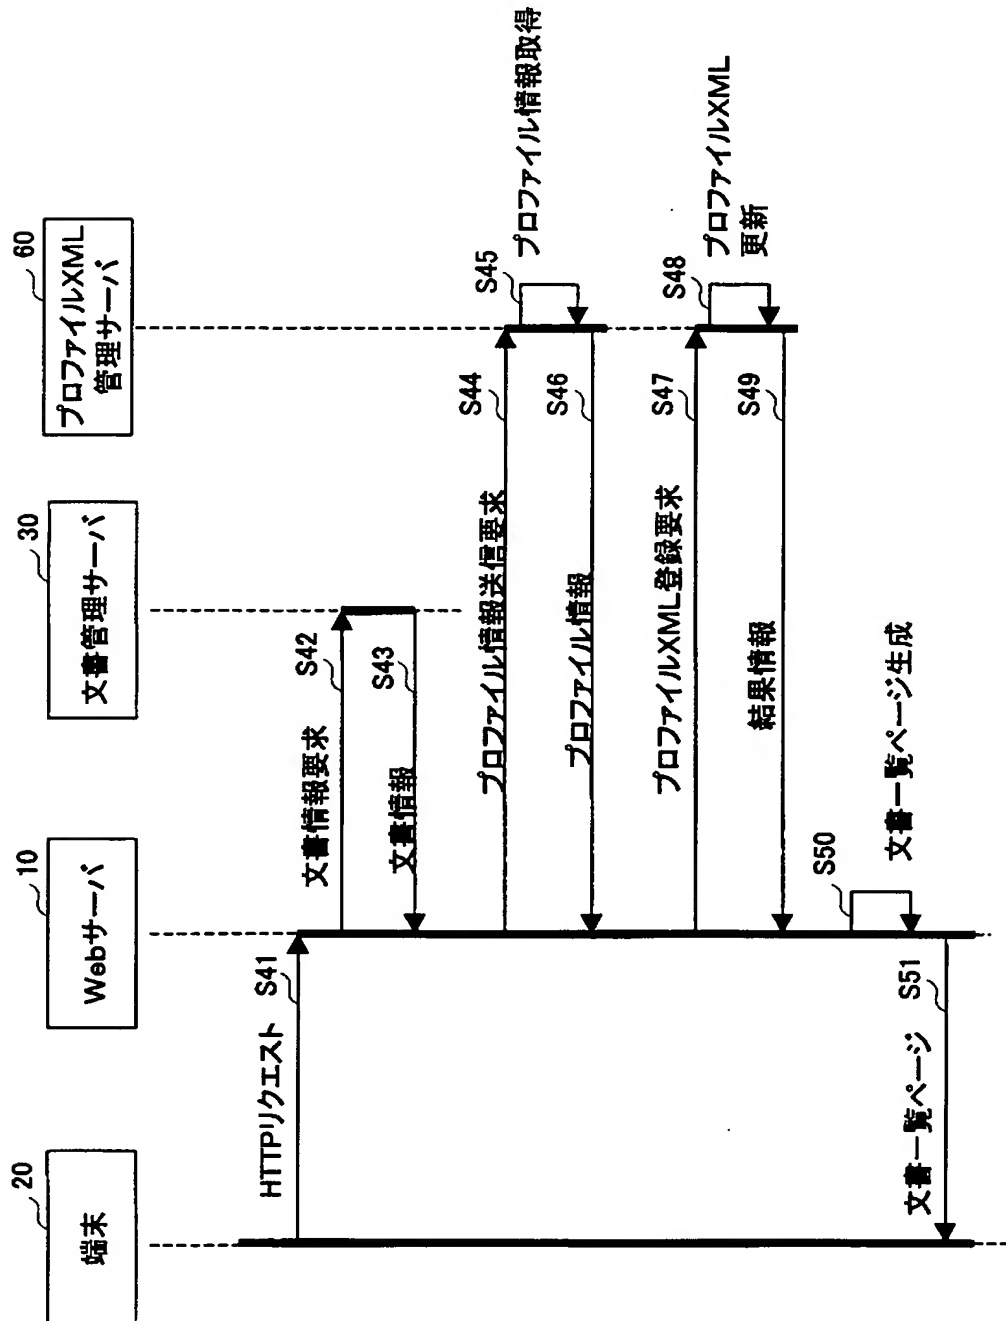 20
端末
10
Webサーバ
30
文書管理サーバ
60
プロファイルXML
管理サーバ
HTTPリクエスト
S41
文書情報要求
S42
文書情報
S43
プロファイル情報送信要求
S44
S45
プロファイル情報取得
プロファイル情報
S46
プロファイルXML登録要求
S47
S48
プロファイルXML
更新
結果情報
S49
S50
文書一覧ページ生成
文書一覧ページ
S51